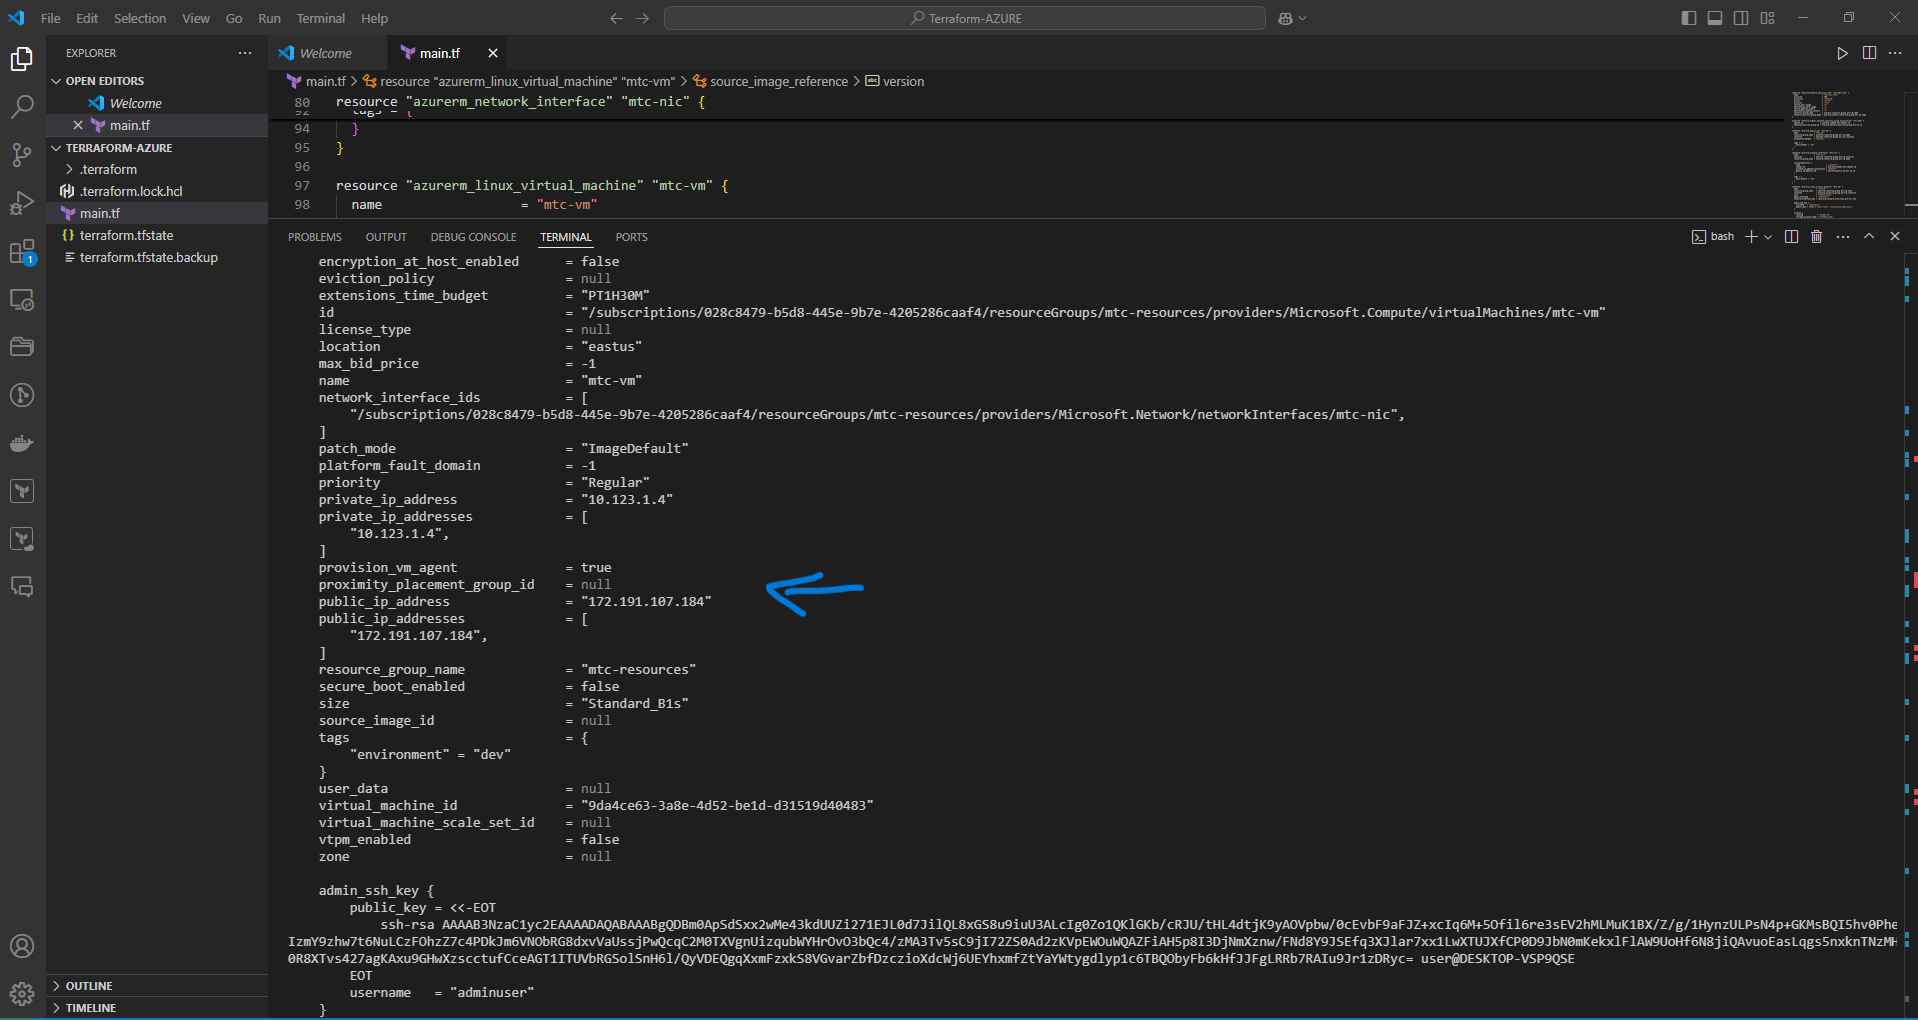 File Edit Selection View Go Run Terminal Help
Terraform-AZURE
EXPLORER
Welcome
main.tf
OPEN EDITORS
Welcome
main.tf
TERRAFORM-AZURE
.terraform
.terraform.lock.hcl
main.tf
terraform.tfstate
terraform.tfstate.backup
OUTLINE
TIMELINE
1
main.tf > resource "azurerm_linux_virtual_machine" "mtc-vm" > source_image_reference > version
80 resource "azurerm_network_interface" "mtc-nic" {
92 tags = {
94 }
95 }
96
97 resource "azurerm_linux_virtual_machine" "mtc-vm" {
98 name = "mtc-vm"
PROBLEMS OUTPUT DEBUG CONSOLE TERMINAL PORTS
bash
encryption_at_host_enabled = false
eviction_policy = null
extensions_time_budget = "PT1H30M"
id = "/subscriptions/028c8479-b5d8-445e-9b7e-4205286caaf4/resourceGroups/mtc-resources/providers/Microsoft.Compute/virtualMachines/mtc-vm"
license_type = null
location = "eastus"
max_bid_price = -1
name = "mtc-vm"
network_interface_ids = [
"/subscriptions/028c8479-b5d8-445e-9b7e-4205286caaf4/resourceGroups/mtc-resources/providers/Microsoft.Network/networkInterfaces/mtc-nic",
]
patch_mode = "ImageDefault"
platform_fault_domain = -1
priority = "Regular"
private_ip_address = "10.123.1.4"
private_ip_addresses = [
"10.123.1.4",
]
provision_vm_agent = true
proximity_placement_group_id = null
public_ip_address = "172.191.107.184"
public_ip_addresses = [
"172.191.107.184",
]
resource_group_name = "mtc-resources"
secure_boot_enabled = false
size = "Standard_B1s"
source_image_id = null
tags = {
"environment" = "dev"
}
user_data = null
virtual_machine_id = "9da4ce63-3a8e-4d52-be1d-d31519d40483"
virtual_machine_scale_set_id = null
vtpm_enabled = false
zone = null
admin_ssh_key {
public_key = <<-EOT
ssh-rsa AAAAB3NzaC1yc2EAAAADAQABAAABgQDBm0ApSdSxx2wMe43kdUUZi271EJL0d7JilQL8xGS8u9iuU3ALcIg0Zo1QKlGKb/cRJU/tHL4dtjK9yAOVpbw/0cEvbF9aFJZ+xcIq6M+5Ofil6re3sEV2hMLMuK1BX/Z/g/1HynzULPsN4p+GKMsBQI5hv0Phe
IzmY9zhw7t6NuLCzFOhzZ7c4PDkJm6VNObRG8dxvVaUssjPwQcqC2M0TXVgnUizqubWYHrOvO3bQc4/zMA3Tv5sC9jI72ZS0Ad2zKVpEWOuWQAZFiAH5p8I3DjNmXznw/FNd8Y9JSEfq3XJlar7xx1LwXTUJXfCP0D9JbN0mKekxlFlAW9UoHf6N8jiQAvuoEasLqgs5nxknTNzMH
0R8XTvs427agKAxu9GHwXzscctufCceAGT1ITUVbRGSolSnH6l/QyVDEQgqXxmFzxkS8VGvarZbfDzczioXdcWj6UEYhxmfZtYaYWtygdlyp1c6TBQObyFb6kHfJJFgLRRb7RAIu9Jr1zDRyc= user@DESKTOP-VSP9QSE
EOT
username = "adminuser"
}